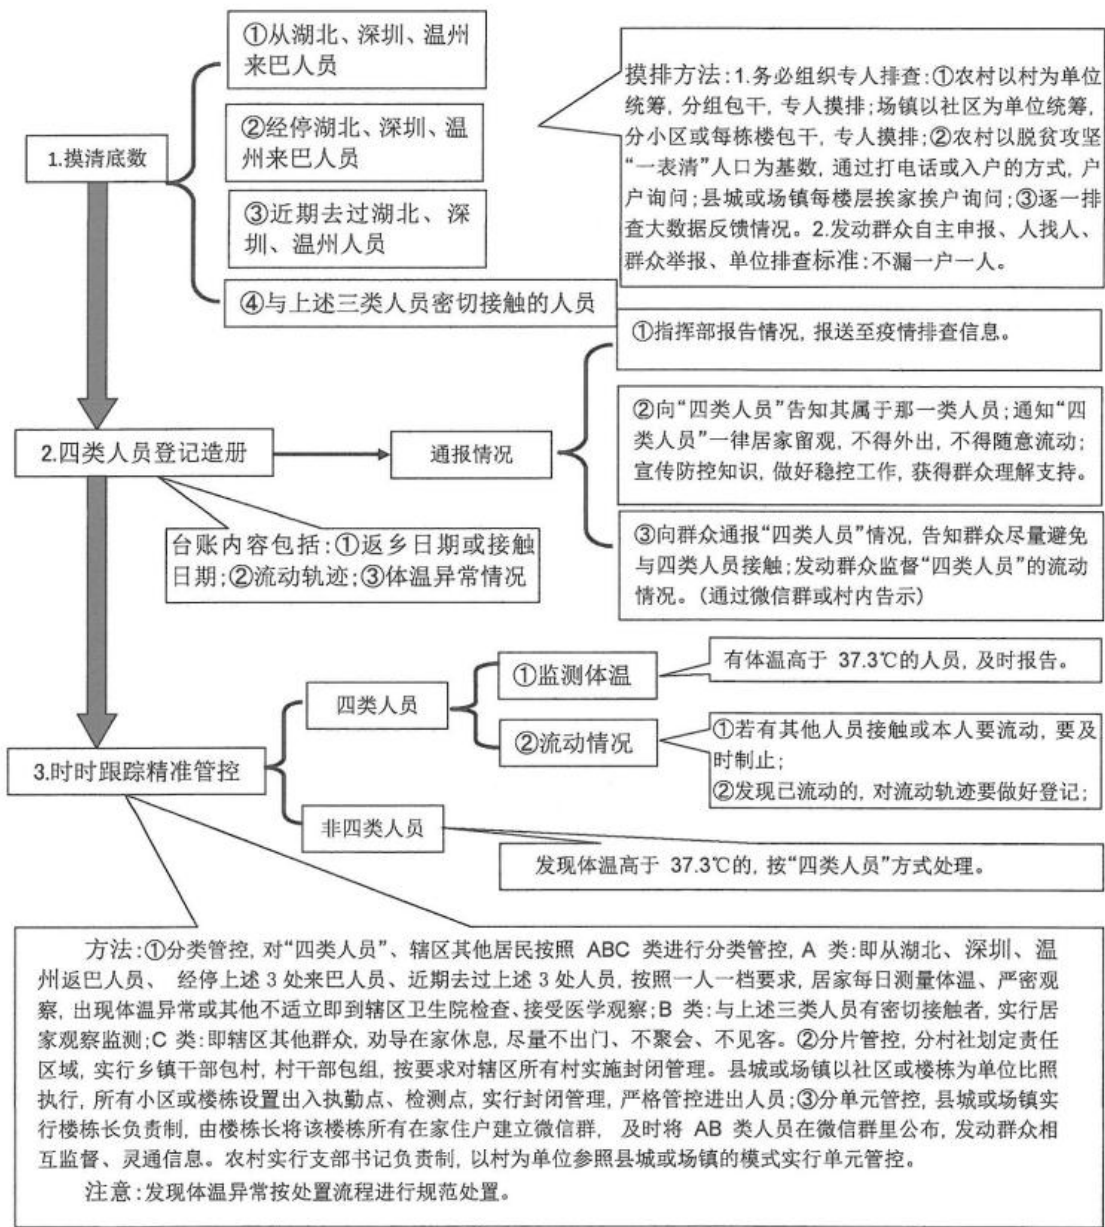 ①从湖北、深圳、温州
来巴人员
②经停湖北、深圳、温
州来巴人员
1.摸清底数
③近期去过湖北、深
圳、温州人员
④与上述三类人员密切接触的人员
摸排方法:1.务必组织专人排查:①农村以村为单位
统筹,分组包干,专人摸排;场镇以社区为单位统筹,
分小区或每栋楼包干,专人摸排;②农村以脱贫攻坚
“一表清”人口为基数,通过打电话或入户的方式,户
户询问;县城或场镇每楼层挨家挨户询问;③逐一排
查大数据反馈情况。2.发动群众自主申报、人找人、
群众举报、单位排查标准:不漏一户一人。
2.四类人员登记造册
通报情况
①指挥部报告情况,报送至疫情排查信息。
②向“四类人员”告知其属于那一类人员;通知“四
类人员”一律居家留观,不得外出,不得随意流动;
宣传防控知识,做好稳控工作,获得群众理解支持。
③向群众通报“四类人员”情况,告知群众尽量避免
与四类人员接触;发动群众监督“四类人员”的流动
情况。(通过微信群或村内告示)
台账内容包括:①返乡日期或接触
日期;②流动轨迹;③体温异常情况
3.时时跟踪精准管控
四类人员
①监测体温
有体温高于 37.3℃的人员,及时报告。
②流动情况
①若有其他人员接触或本人要流动,要及
时制止;
②发现已流动的,对流动轨迹要做好登记;
非四类人员
发现体温高于 37.3℃的,按“四类人员”方式处理。
方法:①分类管控,对“四类人员”、辖区其他居民按照 ABC 类进行分类管控,A 类:即从湖北、深圳、温
州返巴人员、 经停上述 3 处来巴人员、近期去过上述 3 处人员,按照一人一档要求,居家每日测量体温、严密观
察,出现体温异常或其他不适立即到辖区卫生院检查、接受医学观察;B 类:与上述三类人员有密切接触者,实行居
家观察监测;C 类:即辖区其他群众,劝导在家休息,尽量不出门、不聚会、不见客。②分片管控,分村社划定责任
区域,实行乡镇干部包村,村干部包组,按要求对辖区所有村实施封闭管理。县城或场镇以社区或楼栋为单位比照
执行,所有小区或楼栋设置出入执勤点、检测点,实行封闭管理,严格管控进出人员;③分单元管控,县城或场镇实
行楼栋长负责制,由楼栋长将该楼栋所有在家住户建立微信群, 及时将 AB 类人员在微信群里公布,发动群众相
互监督、灵通信息。农村实行支部书记负责制,以村为单位参照县城或场镇的模式实行单元管控。
注意:发现体温异常按处置流程进行规范处置。